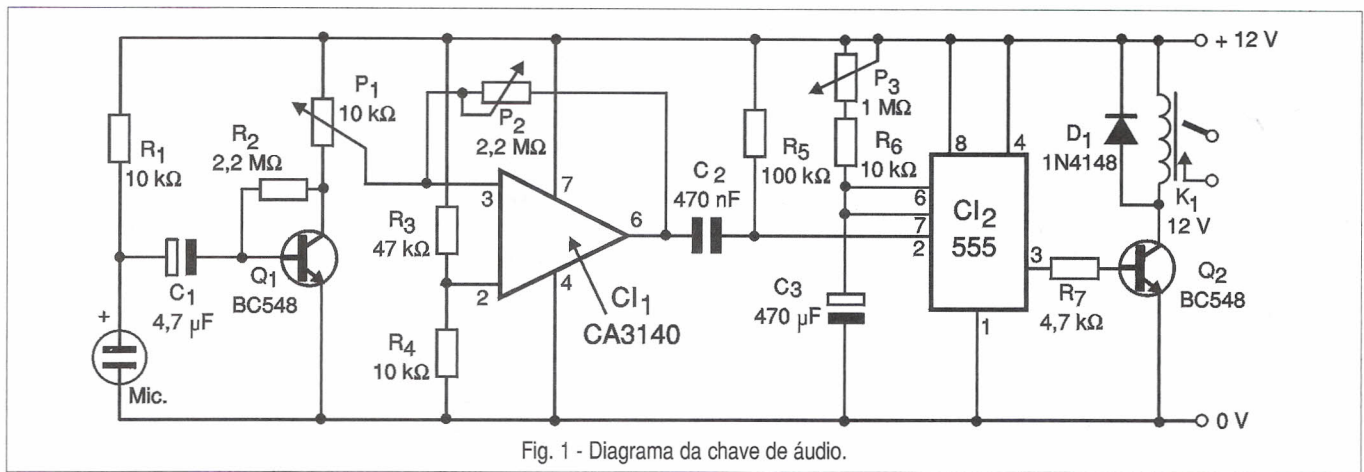 + 12 V
P1
10 kΩ
P2
2,2 MΩ
P3
1 MΩ
R1
10 kΩ
R2
2,2 MΩ
R3
47 kΩ
R4
10 kΩ
3
2
7
4
6
CI1
CA3140
C2
470 nF
R5
100 kΩ
R6
10 kΩ
6
7
2
8
4
CI2
555
3
1
D1
1N4148
K1
12 V
Q1
BC548
C1
4,7 µF
+
Mic.
C3
470 µF
R7
4,7 kΩ
Q2
BC548
0 V
Fig. 1 - Diagrama da chave de áudio.